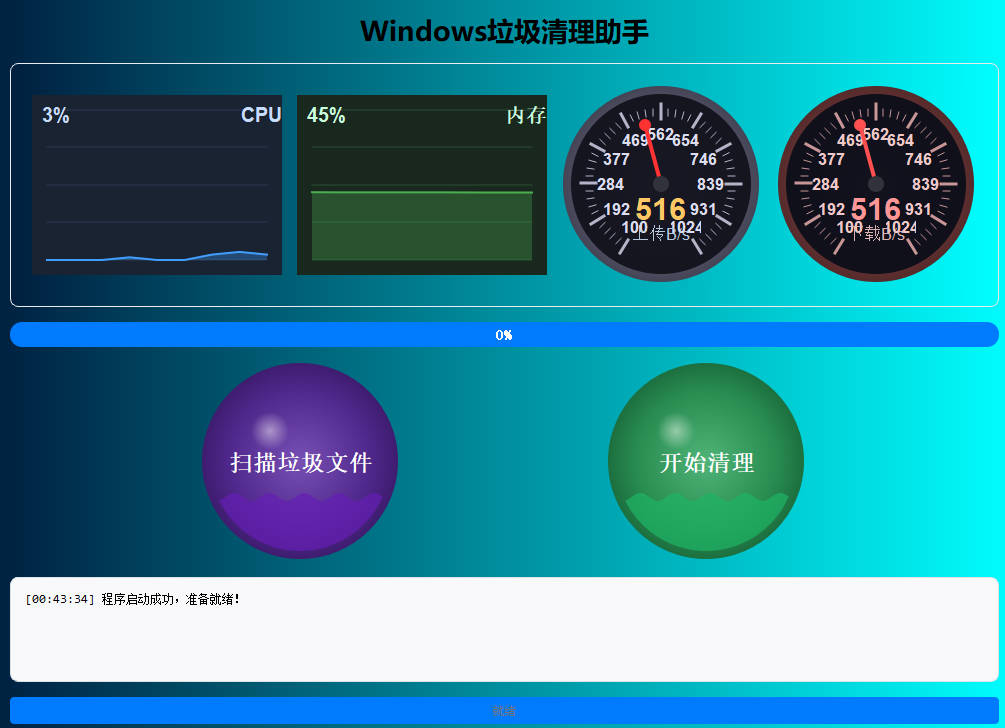 Windows垃圾清理助手
3% CPU
45% 内存
100 192 284 377 469 562 654 746 839 931 1024
516
上传B/s
100 192 284 377 469 562 654 746 839 931 1024
516
下载B/s
0%
扫描垃圾文件
开始清理
[00:43:34] 程序启动成功，准备就绪！
就绪